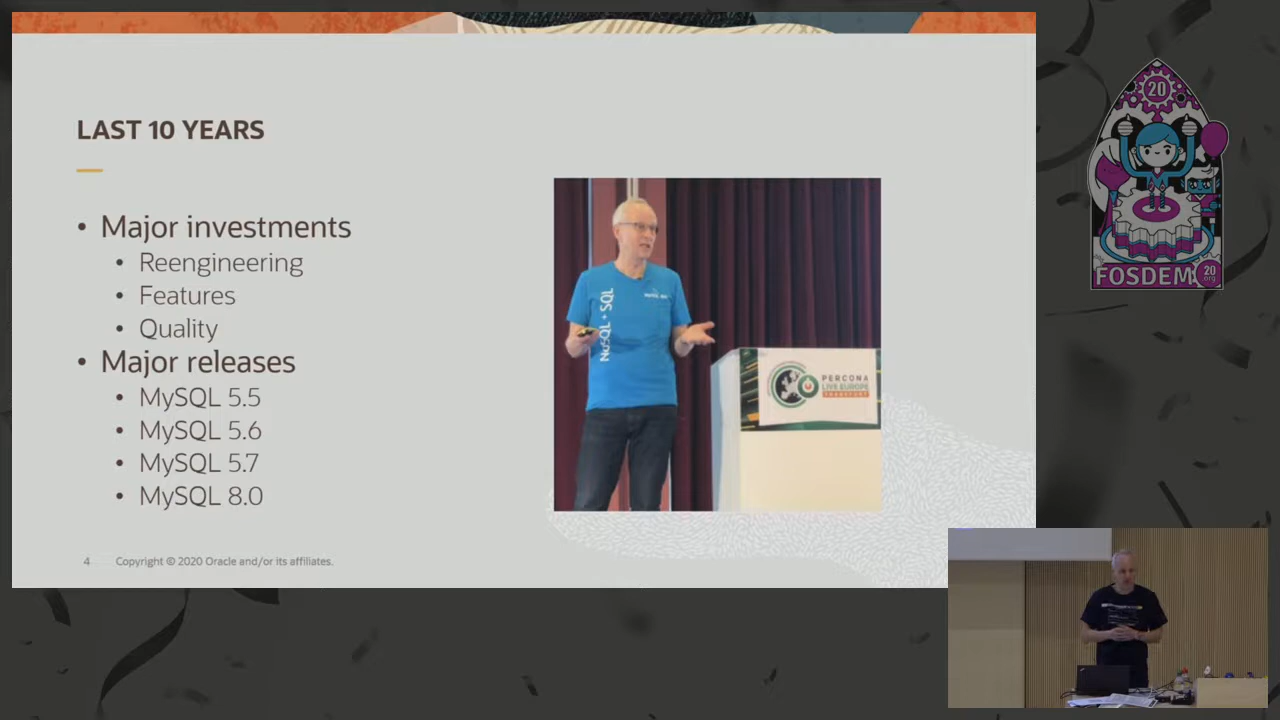 LAST 10 YEARS
• Major investments
• Reengineering
• Features
• Quality
• Major releases
• MySQL 5.5
• MySQL 5.6
• MySQL 5.7
• MySQL 8.0
NoSQL + SQL
PERCONA
LIVE EUROPE
FRANKFURT
4 Copyright © 2020 Oracle and/or its affiliates.
20
FOSDEM
20
.org